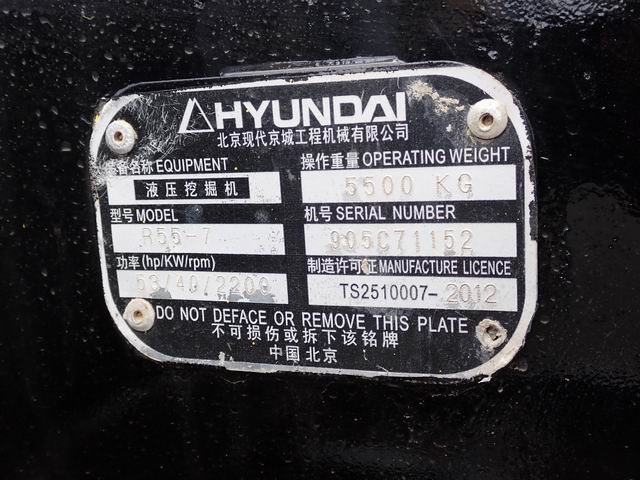 HYUNDAI
北京现代京城工程机械有限公司
装备名称 EQUIPMENT
操作重量 OPERATING WEIGHT
液压挖掘机
5500 KG
型号 MODEL
机号 SERIAL NUMBER
R55-7
905C71152
功率 (hp/KW/rpm)
制造许可证 MANUFACTURE LICENCE
53/40/2200
TS2510007-2012
DO NOT DEFACE OR REMOVE THIS PLATE
不可损伤或拆下该铭牌
中国北京